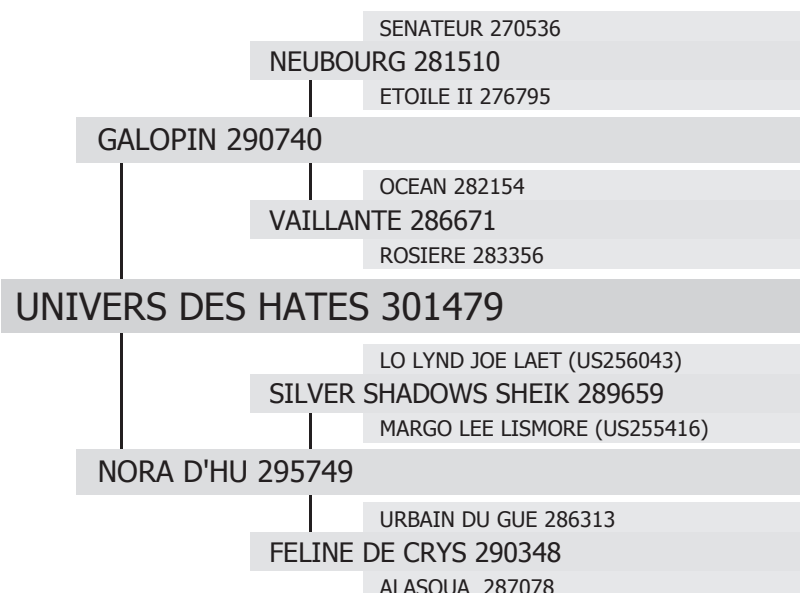 SENATEUR 270536
NEUBOURG 281510
ETOILE II 276795
GALOPIN 290740
OCEAN 282154
VAILLANTE 286671
ROSIERE 283356
UNIVERS DES HATES 301479
LO LYND JOE LAET (US256043)
SILVER SHADOWS SHEIK 289659
MARGO LEE LISMORE (US255416)
NORA D'HU 295749
URBAIN DU GUE 286313
FELINE DE CRYS 290348
ALASQUA 287078